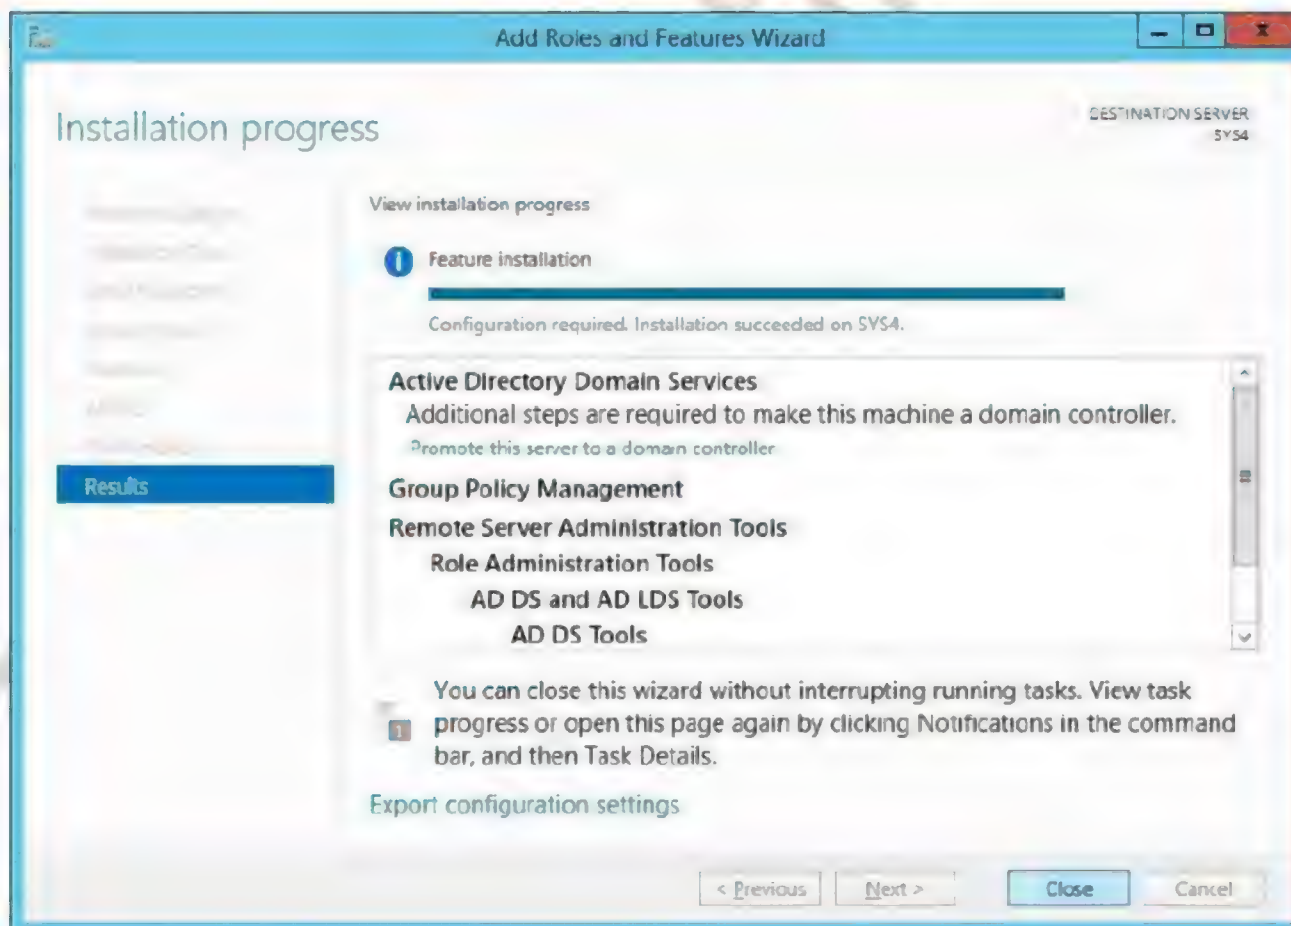 Add Roles and Features Wizard
Installation progress
DESTINATION SERVER
SYS4
View installation progress
Feature installation
Configuration required. Installation succeeded on SYS4.
Active Directory Domain Services
Additional steps are required to make this machine a domain controller.
Promote this server to a domain controller
Group Policy Management
Remote Server Administration Tools
Role Administration Tools
AD DS and AD LDS Tools
AD DS Tools
Results
You can close this wizard without interrupting running tasks. View task
progress or open this page again by clicking Notifications in the command
bar, and then Task Details.
Export configuration settings
< Previous
Next >
Close
Cancel